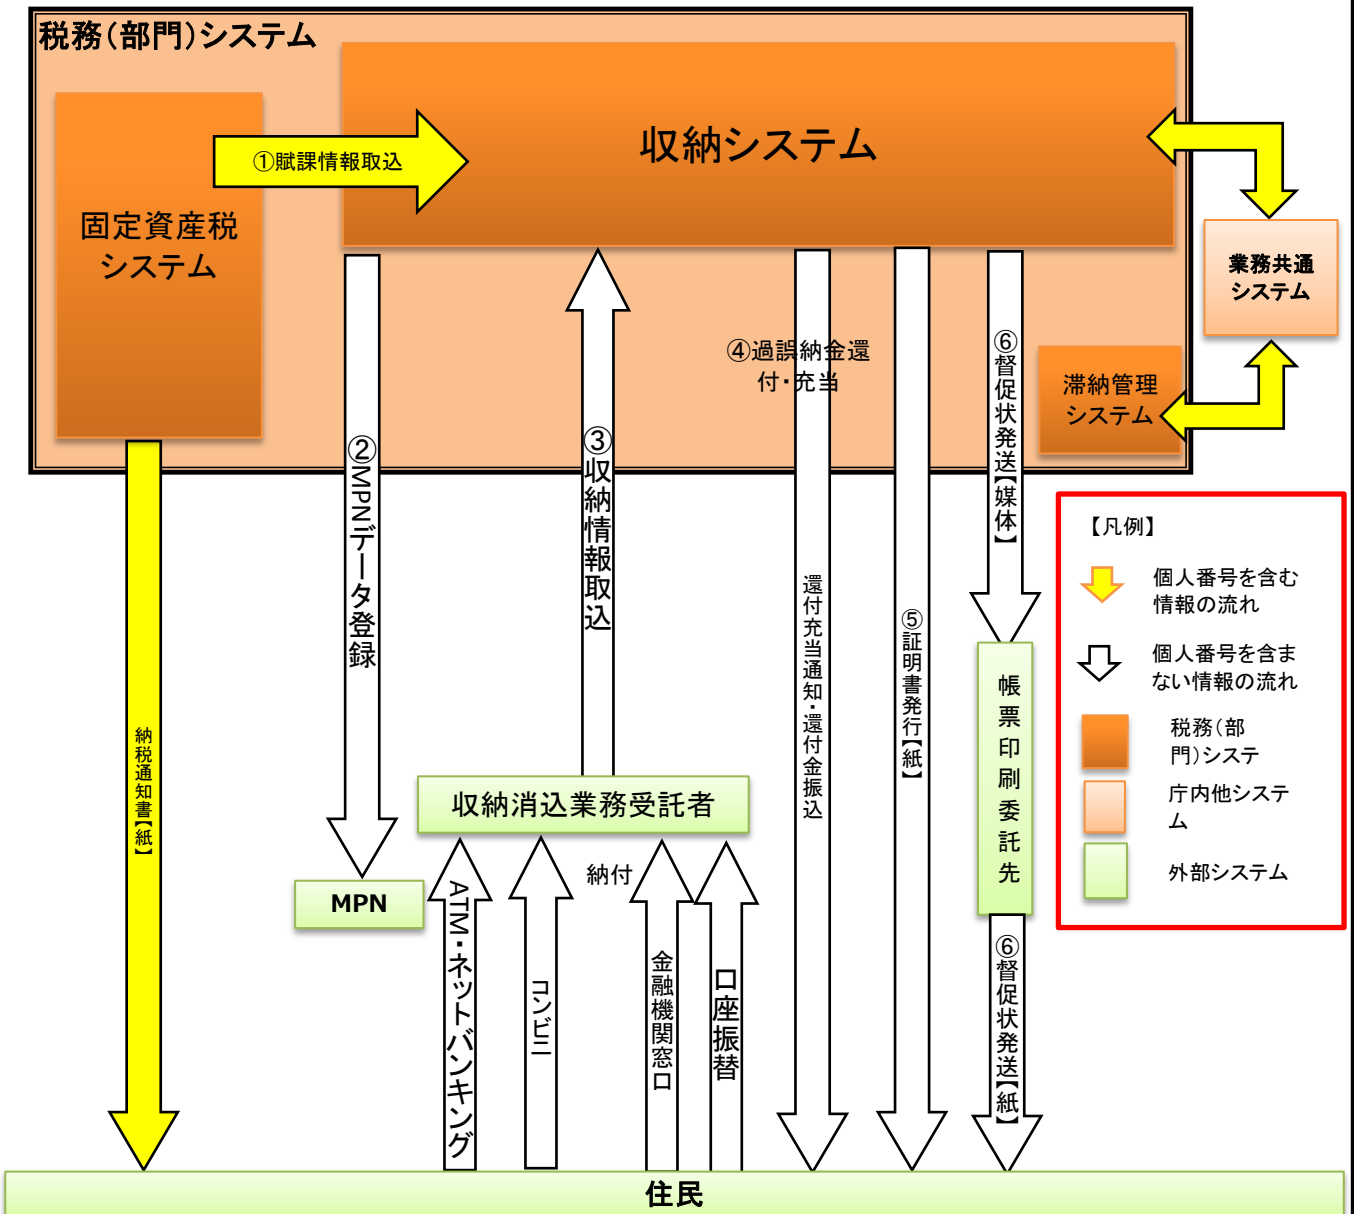 税務（部門）システム
収納システム
①賦課情報取込
固定資産税
システム
業務共通
システム
④過誤納金還
付・充当
⑥督促状発送【媒体】
滞納管理
システム
②MPNデータ登録
③収納情報取込
【凡例】
個人番号を含む
情報の流れ
個人番号を含ま
ない情報の流れ
税務（部
門）システ
庁内他システ
ム
外部システム
還付充当通知・還付金振込
⑤証明書発行【紙】
帳票印刷委託先
納税通知書【紙】
収納消込業務受託者
納付
MPN
ATM・ネットバンキング
コンビニ
金融機関窓口
口座振替
⑥督促状発送【紙】
住民